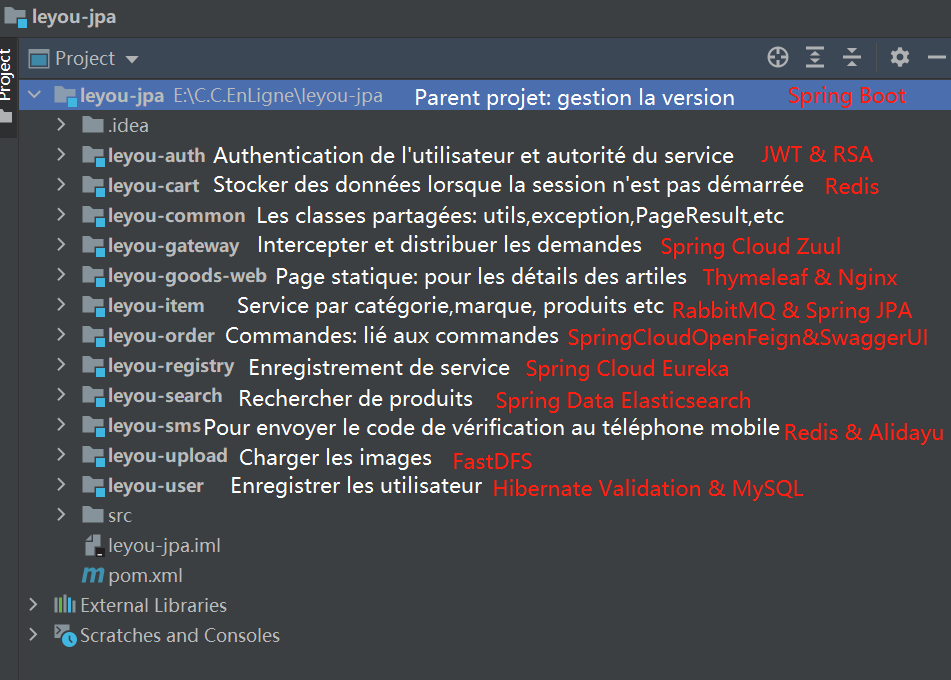 leyou-jpa
Project
Project
leyou-jpa E:\C.C.EnLigne\leyou-jpa Parent projet: gestion la version Spring Boot
.idea
leyou-auth Authentication de l'utilisateur et autorité du service JWT & RSA
leyou-cart Stocker des données lorsque la session n'est pas démarrée Redis
leyou-common Les classes partagées: utils,exception,PageResult,etc
leyou-gateway Intercepter et distribuer les demandes Spring Cloud Zuul
leyou-goods-web Page statique: pour les détails des artiles Thymeleaf & Nginx
leyou-item Service par catégorie,marque, produits etc RabbitMQ & Spring JPA
leyou-order Commandes: lié aux commandes SpringCloudOpenFeign&SwaggerUI
leyou-registry Enregistrement de service Spring Cloud Eureka
leyou-search Rechercher de produits Spring Data Elasticsearch
leyou-sms Pour envoyer le code de vérification au téléphone mobile Redis & Alidayu
leyou-upload Charger les images FastDFS
leyou-user Enregistrer les utilisateur Hibernate Validation & MySQL
src
leyou-jpa.iml
pom.xml
External Libraries
Scratches and Consoles